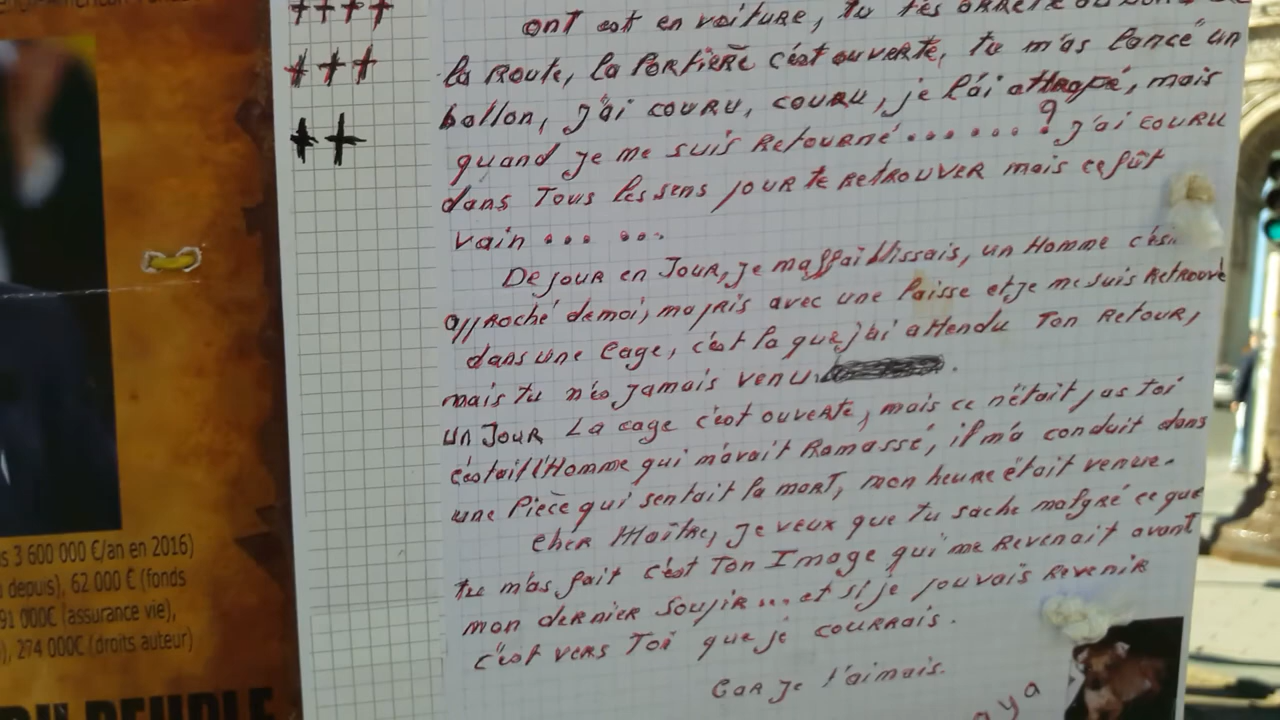 ont est en voiture, tu t'es
la Route, la Portière c'est ouverte, tu m'as lancé un
ballon, j'ai couru, couru, je l'ai attrapé, mais
quand je me suis Retourné . . . . . . ? j'ai couru
dans Tous les sens pour te Retrouver mais ce fût
vain ... ...
De jour en Jour, je m'affaiblissais, un Homme c'est
approché de moi, ma pris avec une laisse et je me suis Retrouvé
dans une Cage, c'est la que j'ai attendu Ton Retour,
mais tu n'es jamais venu .
un Jour La cage c'est ouverte, mais ce n'était pas toi
c'était l'Homme qui m'avait Ramassé, il m'a conduit dans
une Pièce qui sentait la mort, mon heure était venue.
cher Maître, je veux que tu sache malgré ce que
tu m'as fait c'est Ton Image qui me Revenait avant
mon dernier soupir ... et si je pouvais Revenir
c'est vers Toi que je courrais.
Car je t'aimais.
aya
s 3 600 000 €/an en 2016)
depuis), 62 000 € (fonds
91 000€ (assurance vie),
), 274 000€ (droits auteur)
DU PEUPLE